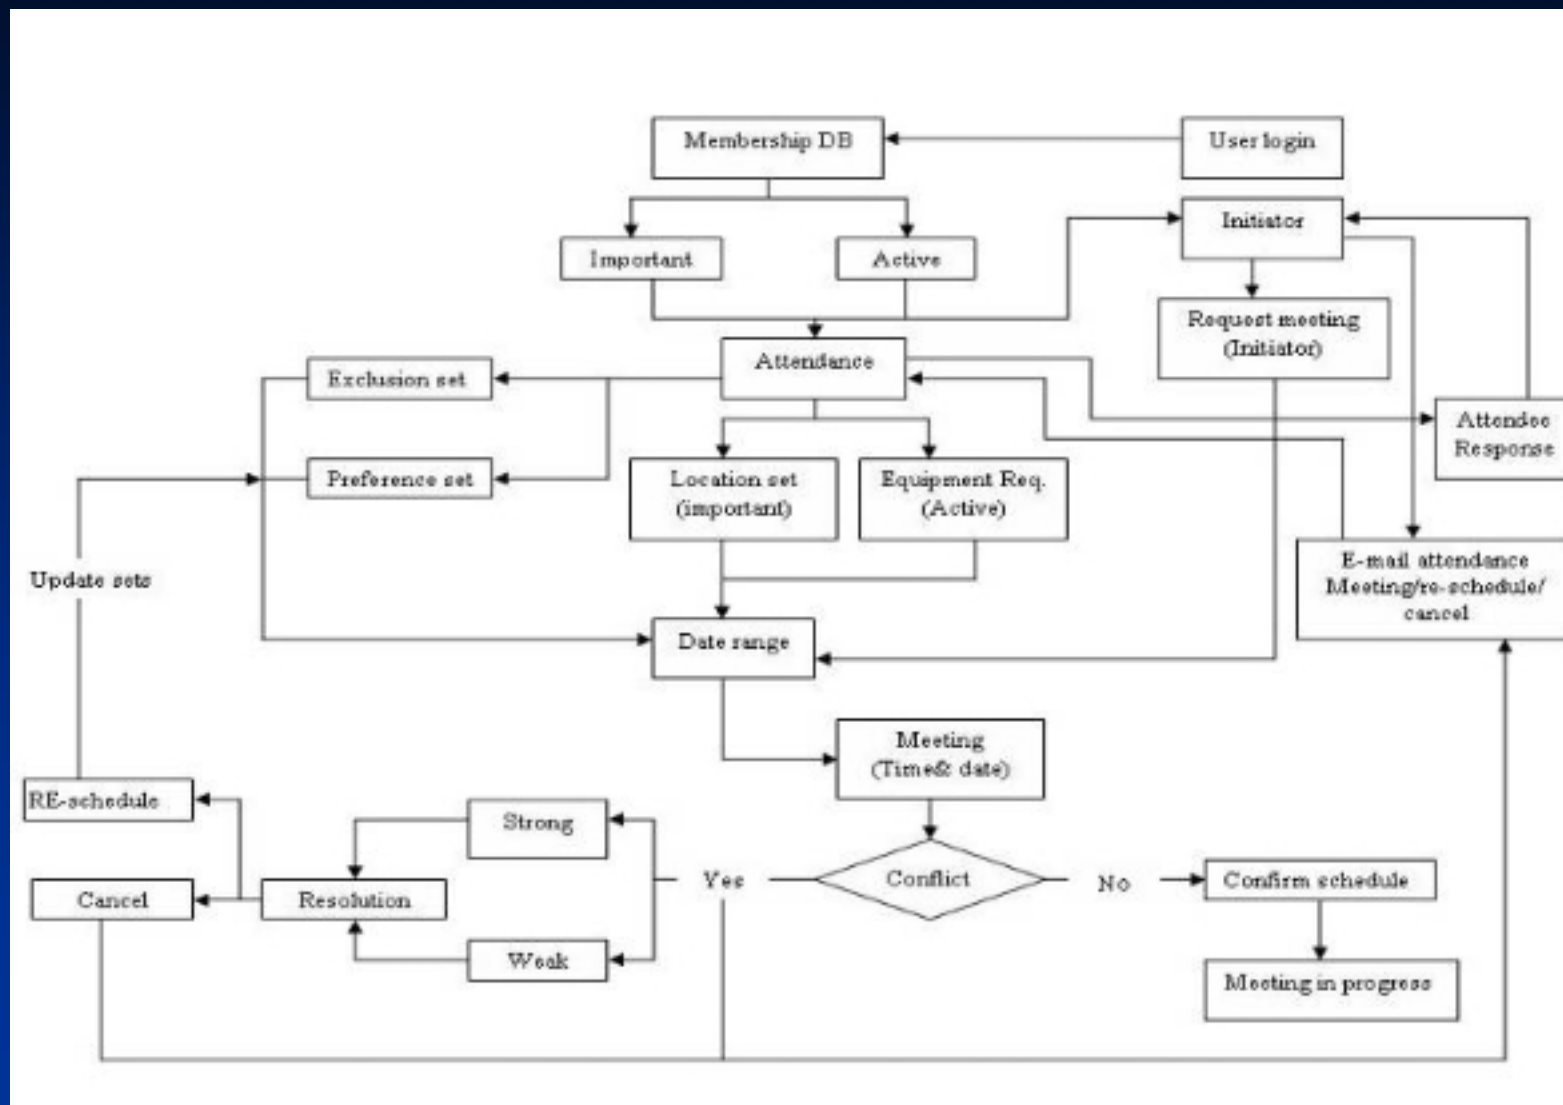 Membership DB
User login
Initiator
Important
Active
Request meeting
(Initiator)
Attendance
Exclusion set
Attendee
Response
Preference set
Location set
(important)
Equipment Req.
(Active)
E-mail attendance
Meeting/re-schedule/
cancel
Update sets
Date range
Meeting
(Time& date)
RE-schedule
Strong
Yes
Conflict
No
Confirm schedule
Cancel
Resolution
Weak
Meeting in progress